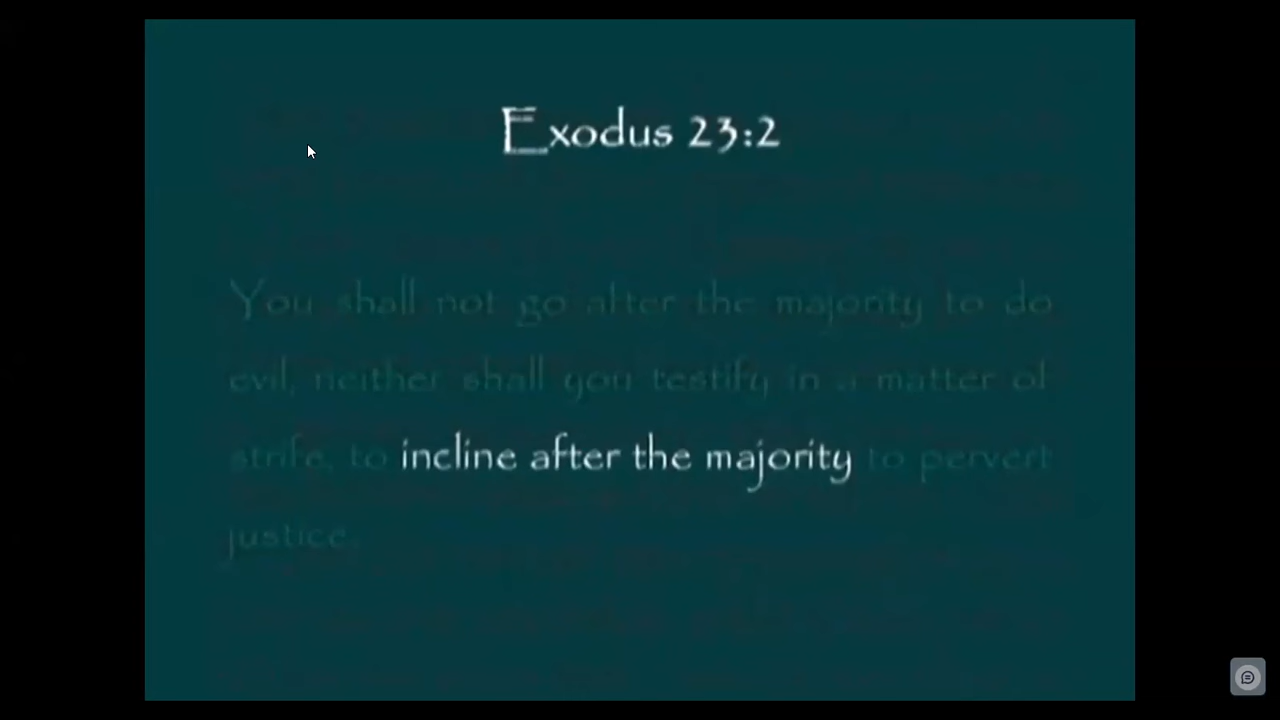 Exodus 23:2
You shall not go after the majority to do
evil, neither shall you testify in a matter of
strife, to incline after the majority to pervert
justice.